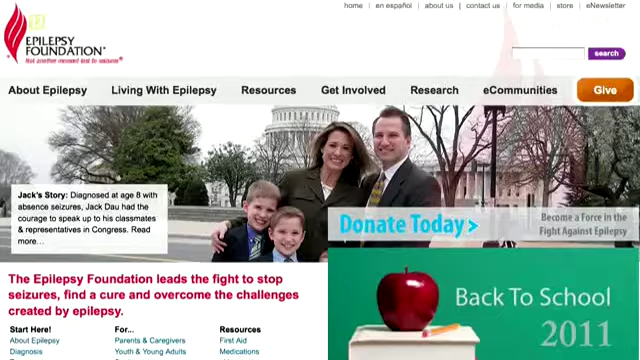 home | en español | about us | contact us | for media | store | eNewsletter
EPILEPSY
FOUNDATION®
Not another moment lost to seizures®
search
About Epilepsy Living With Epilepsy Resources Get Involved Research eCommunities Give
Jack's Story: Diagnosed at age 8 with
absence seizures, Jack Dau had the
courage to speak up to his classmates
& representatives in Congress. Read
more...
Donate Today>
Become a Force in the
Fight Against Epilepsy
The Epilepsy Foundation leads the fight to stop
seizures, find a cure and overcome the challenges
created by epilepsy.
Back To School
2011
Start Here! For... Resources
About Epilepsy Parents & Caregivers First Aid
Diagnosis Youth & Young Adults Medications